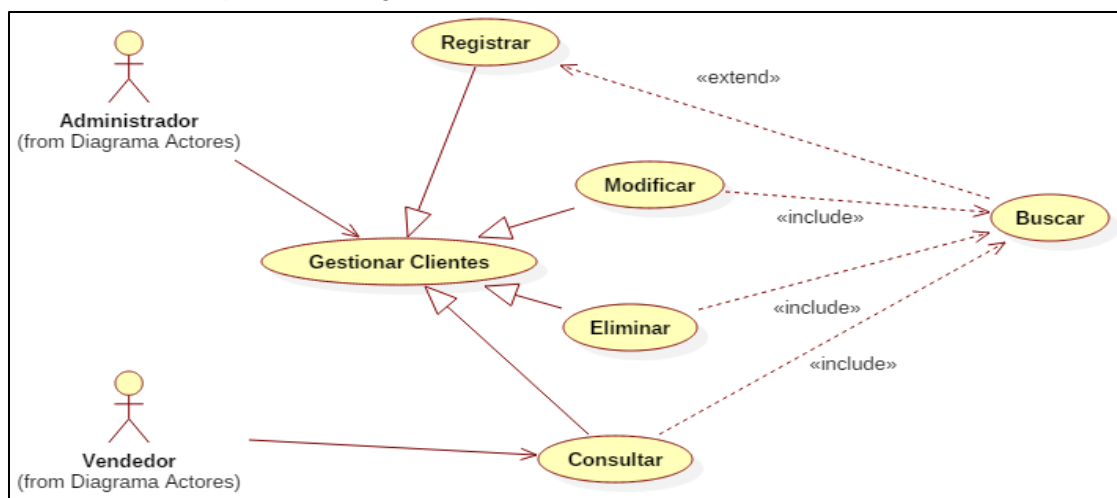 Registrar
«extend»
Administrador
(from Diagrama Actores)
Modificar
«include»
Buscar
Gestionar Clientes
«include»
Eliminar
«include»
Consultar
Vendedor
(from Diagrama Actores)